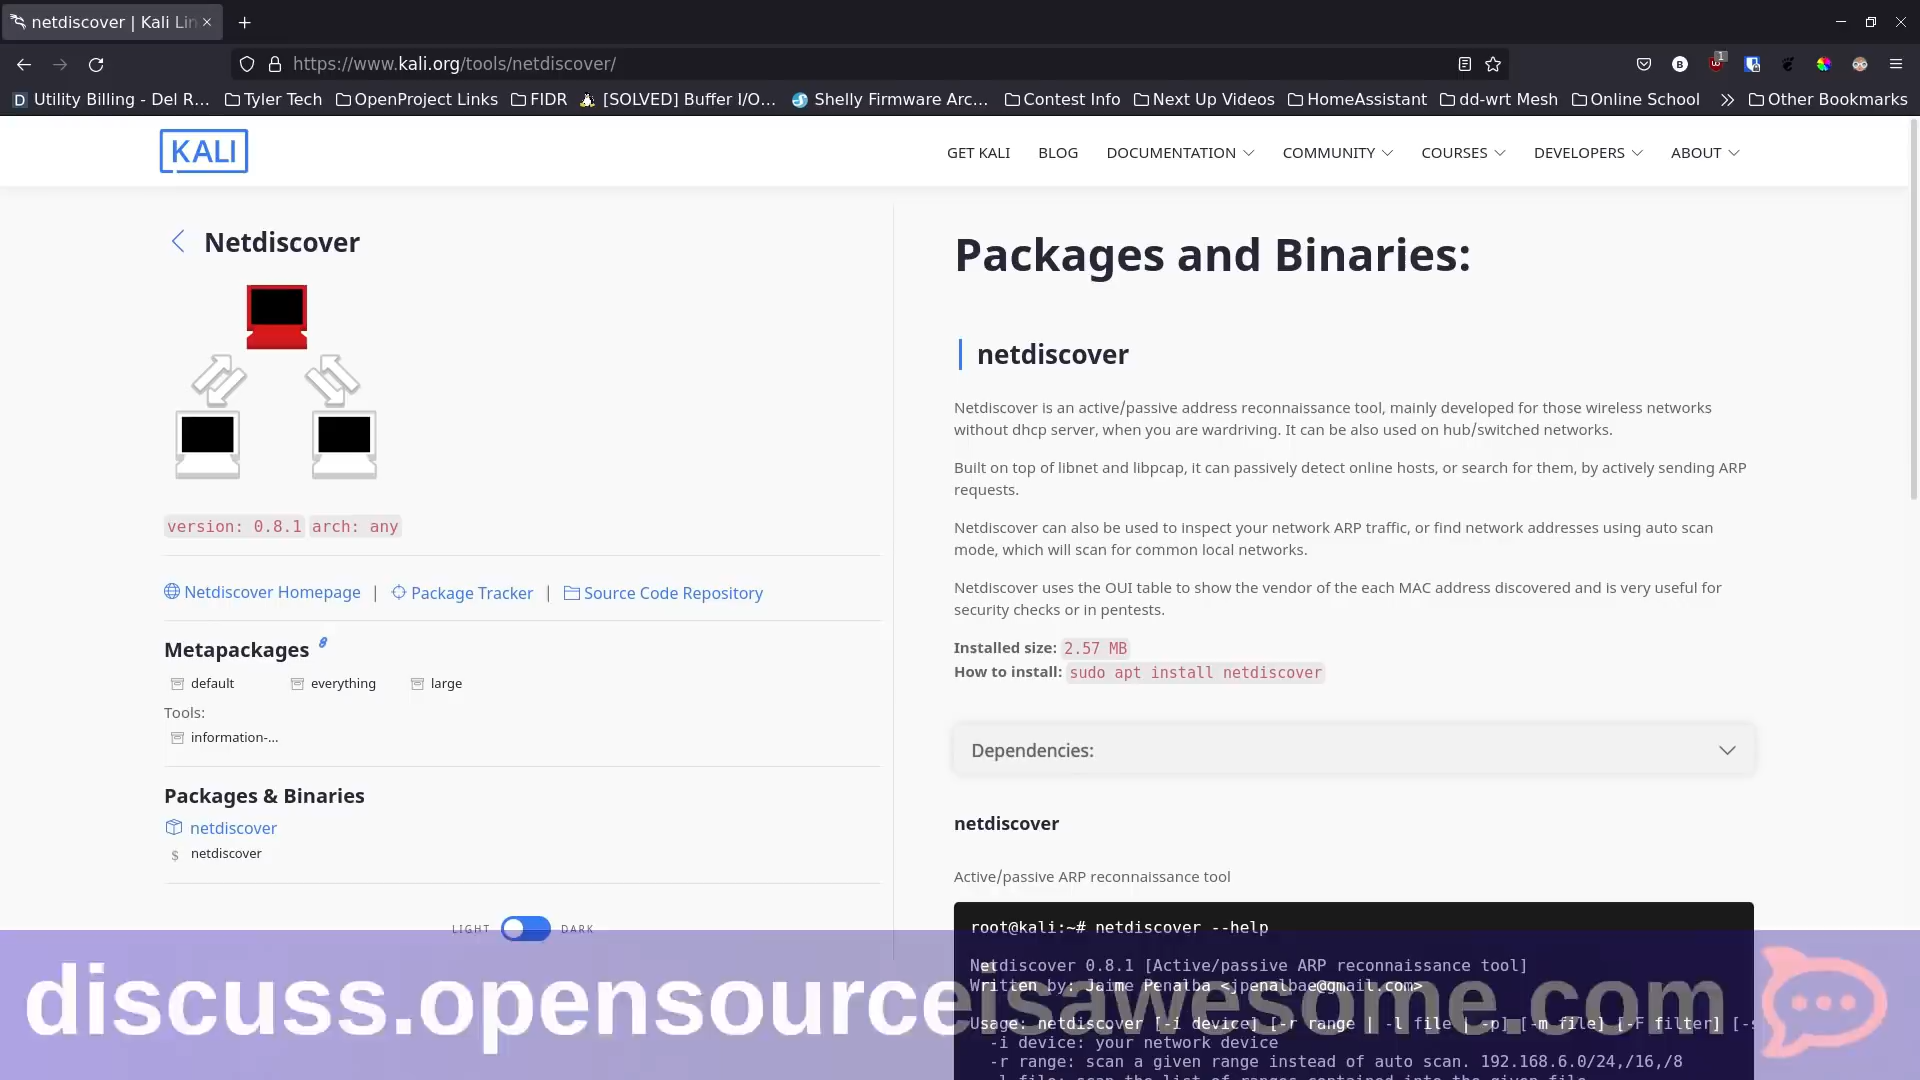 netdiscover | Kali Lin
https://www.kali.org/tools/netdiscover/
1
Utility Billing - Del R... Tyler Tech OpenProject Links FIDR [SOLVED] Buffer I/O... Shelly Firmware Arc... Contest Info Next Up Videos HomeAssistant dd-wrt Mesh Online School Other Bookmarks
KALI
GET KALI BLOG DOCUMENTATION COMMUNITY COURSES DEVELOPERS ABOUT
Netdiscover
version: 0.8.1 arch: any
Netdiscover Homepage | Package Tracker | Source Code Repository
Metapackages
default everything large
Tools:
information-...
Packages & Binaries
netdiscover
$ netdiscover
LIGHT DARK
Packages and Binaries:
netdiscover
Netdiscover is an active/passive address reconnaissance tool, mainly developed for those wireless networks
without dhcp server, when you are wardriving. It can be also used on hub/switched networks.
Built on top of libnet and libpcap, it can passively detect online hosts, or search for them, by actively sending ARP
requests.
Netdiscover can also be used to inspect your network ARP traffic, or find network addresses using auto scan
mode, which will scan for common local networks.
Netdiscover uses the OUI table to show the vendor of the each MAC address discovered and is very useful for
security checks or in pentests.
Installed size: 2.57 MB
How to install: sudo apt install netdiscover
Dependencies:
netdiscover
Active/passive ARP reconnaissance tool
root@kali:~# netdiscover --help
Netdiscover 0.8.1 [Active/passive ARP reconnaissance tool]
Written by: Jaime Penalba <jpenalbae@gmail.com>
Usage: netdiscover [-i device] [-r range | -l file | -p] [-m file] [-F filter] [-s
-i device: your network device
-r range: scan a given range instead of auto scan. 192.168.6.0/24,/16,/8
-l file: scan the list of ranges contained into the given file
discuss.opensourceisawesome.com